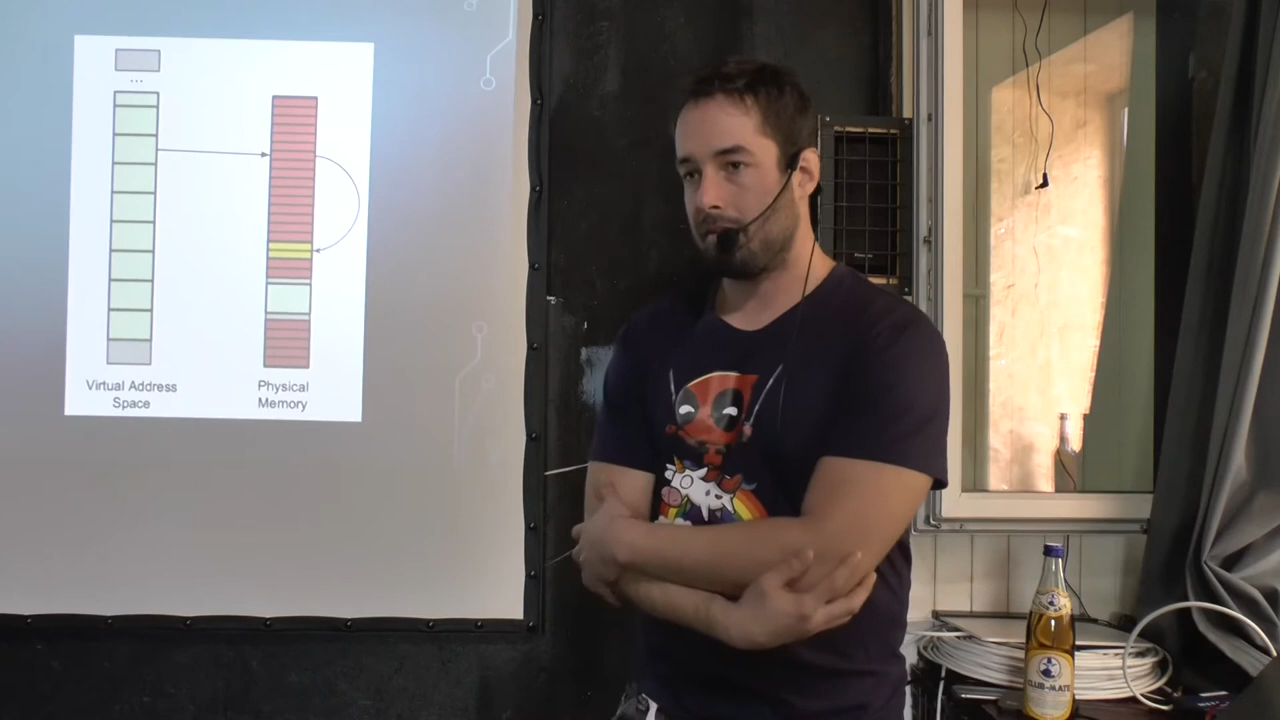 ...
Virtual Address
Space
Physical
Memory
CLUB-MATE